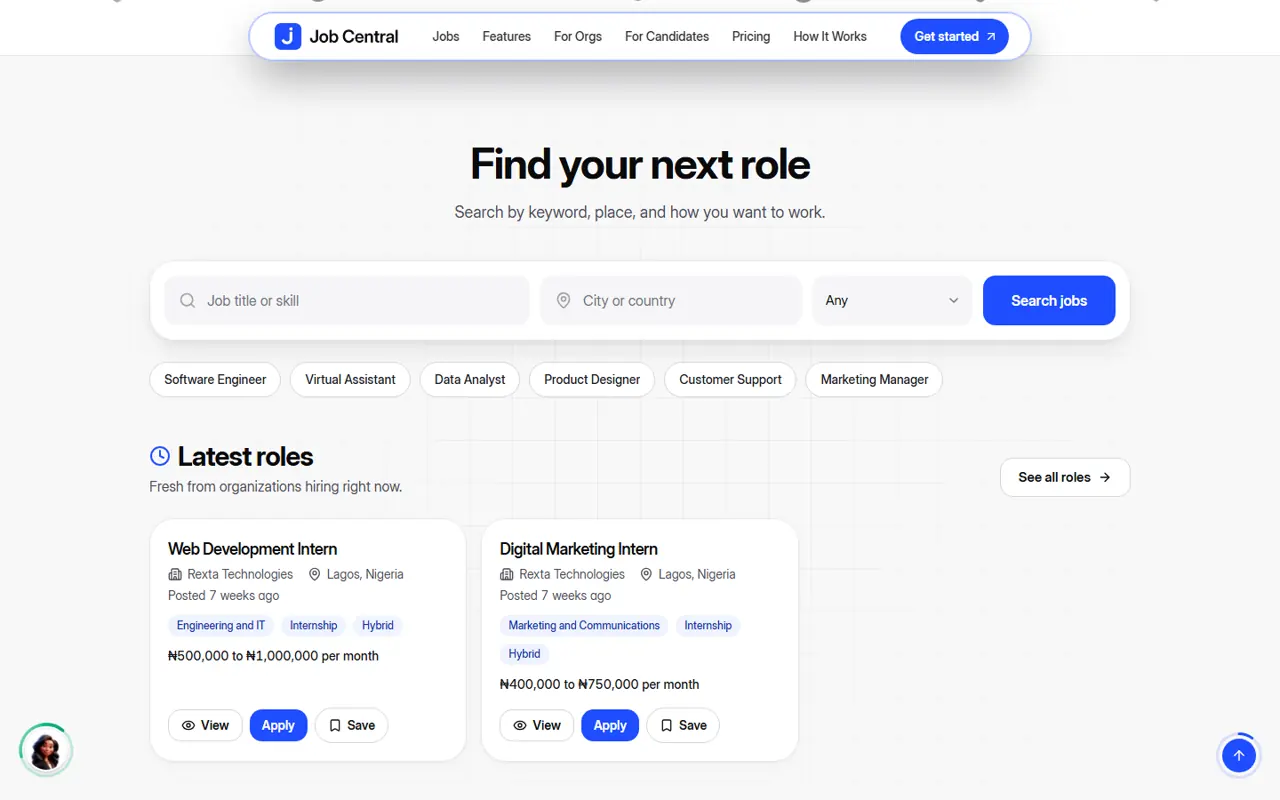 Job Central Jobs Features For Orgs For Candidates Pricing How It Works Get started
Find your next role
Search by keyword, place, and how you want to work.
Job title or skill City or country Any Search jobs
Software Engineer Virtual Assistant Data Analyst Product Designer Customer Support Marketing Manager
Latest roles
Fresh from organizations hiring right now.
See all roles
Web Development Intern
Rexta Technologies Lagos, Nigeria
Posted 7 weeks ago
Engineering and IT Internship Hybrid
₦500,000 to ₦1,000,000 per month
View Apply Save
Digital Marketing Intern
Rexta Technologies Lagos, Nigeria
Posted 7 weeks ago
Marketing and Communications Internship
Hybrid
₦400,000 to ₦750,000 per month
View Apply Save